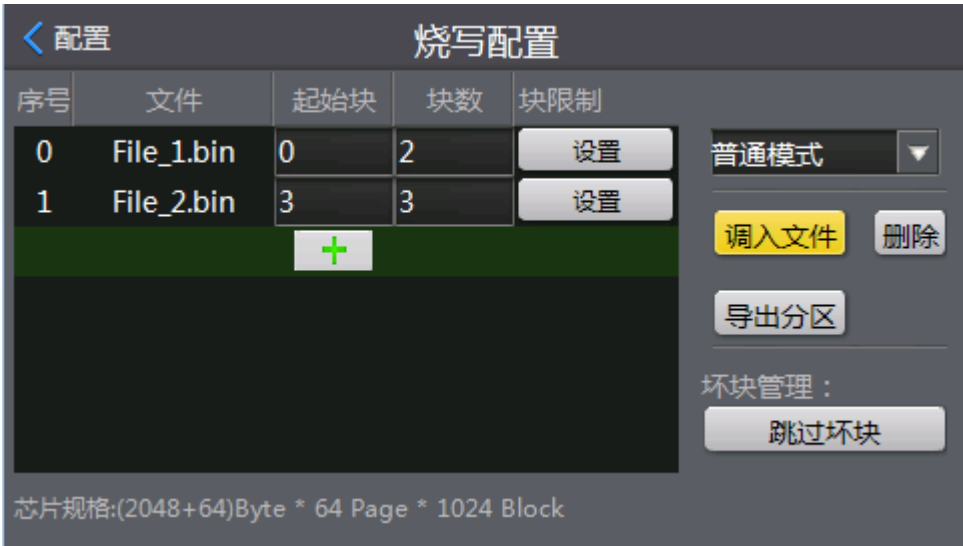 配置 烧写配置
序号 文件 起始块 块数 块限制
0 File_1.bin 0 2 设置 普通模式
1 File_2.bin 3 3 设置
调入文件 删除
导出分区
坏块管理：
跳过坏块
芯片规格:(2048+64)Byte * 64 Page * 1024 Block